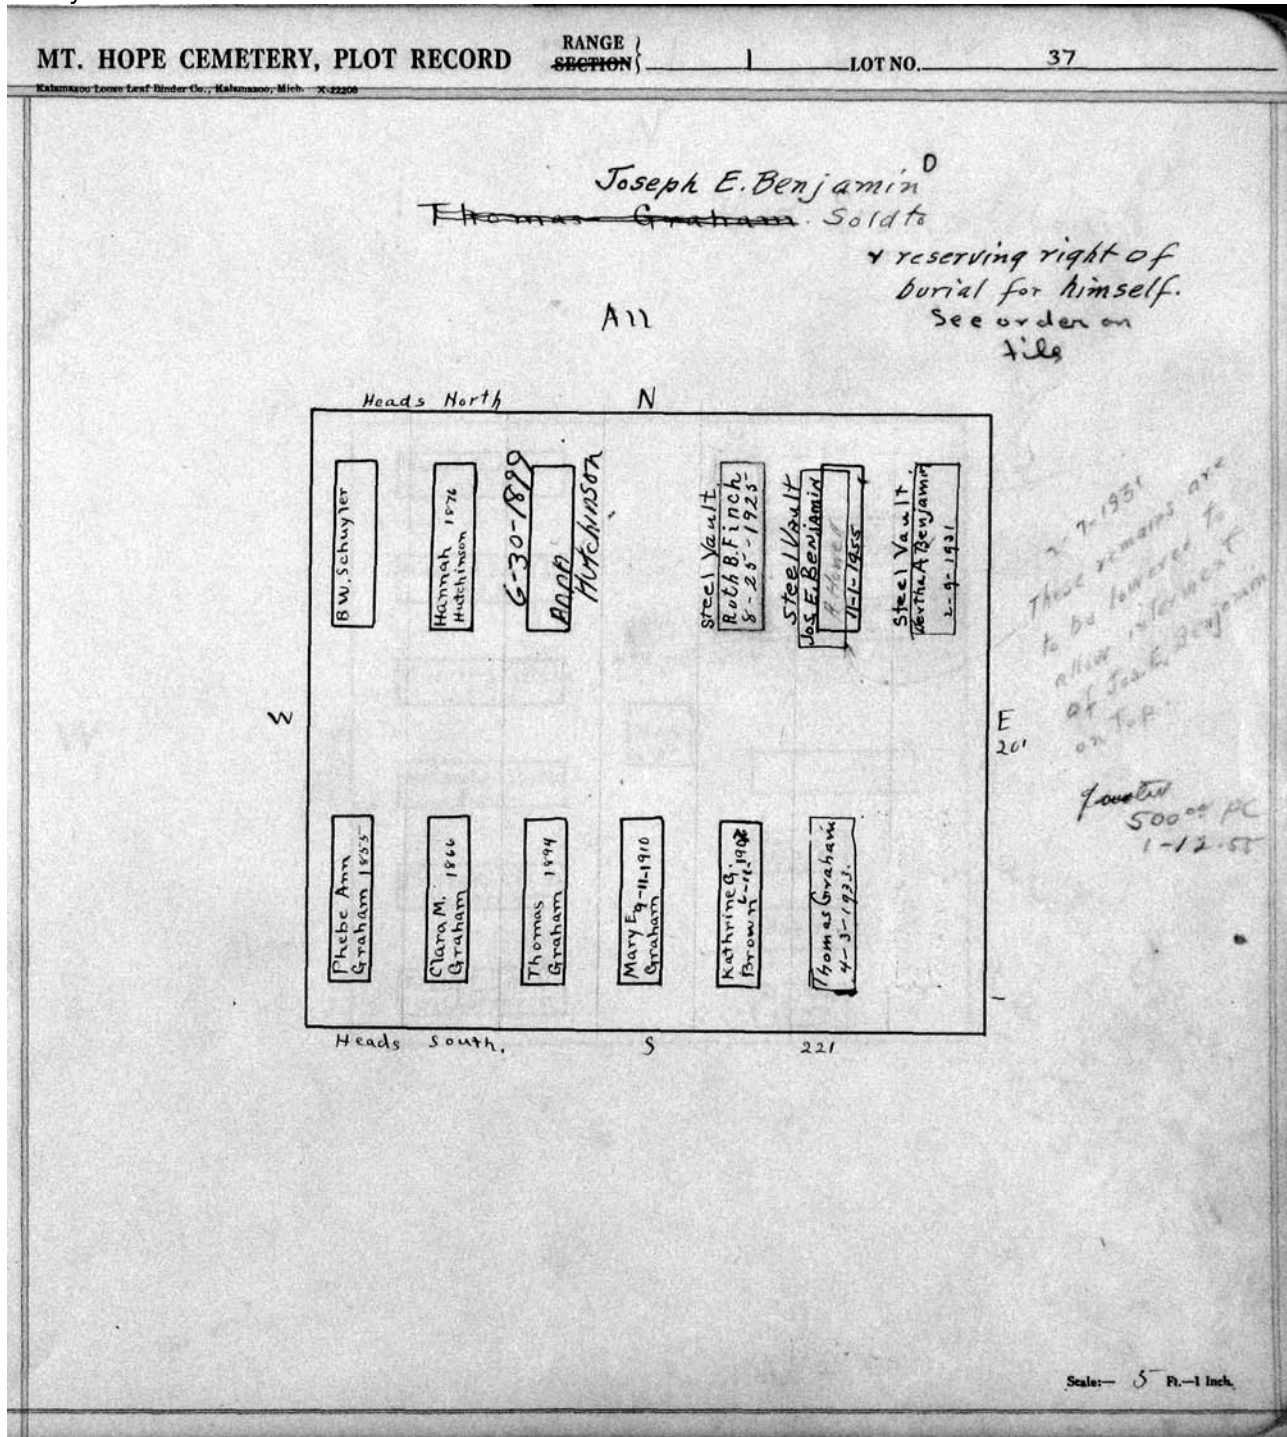 MT. HOPE CEMETERY, PLOT RECORD
RANGE
SECTION
1
LOT NO. 37
Kalamazoo Loose Leaf Binder Co., Kalamazoo, Mich. X-22208
Joseph E. Benjamin
Thomas Graham. Sold to
reserving right of
burial for himself.
See order on
file
All
Heads North
N
B W. Schuyler
Hannah 1876
Hutchinson
6-30-1899
Anna
Hutchinson
Steel Vault.
Ruth B. Finch
8-25-1925
Steel Vault
Jos. E. Benjamin
11-1-1955
Steel Vault.
Bertha A Benjamin
2-9-1931
7-1931
These remains are
to be lowered to
allow interment
of Jos. E. Benjamin
on Top.
W
E
201
500 00 PC
1-12-55
Phebe Ann
Graham 1855
Clara M.
Graham 1866
Thomas
Graham 1894
Mary E.
Graham 9-11-1910
Kathrine G.
Brown
Thomas Graham
4-3-1933.
Heads South.
S
221
Scale:— 5 Ft.—1 Inch.